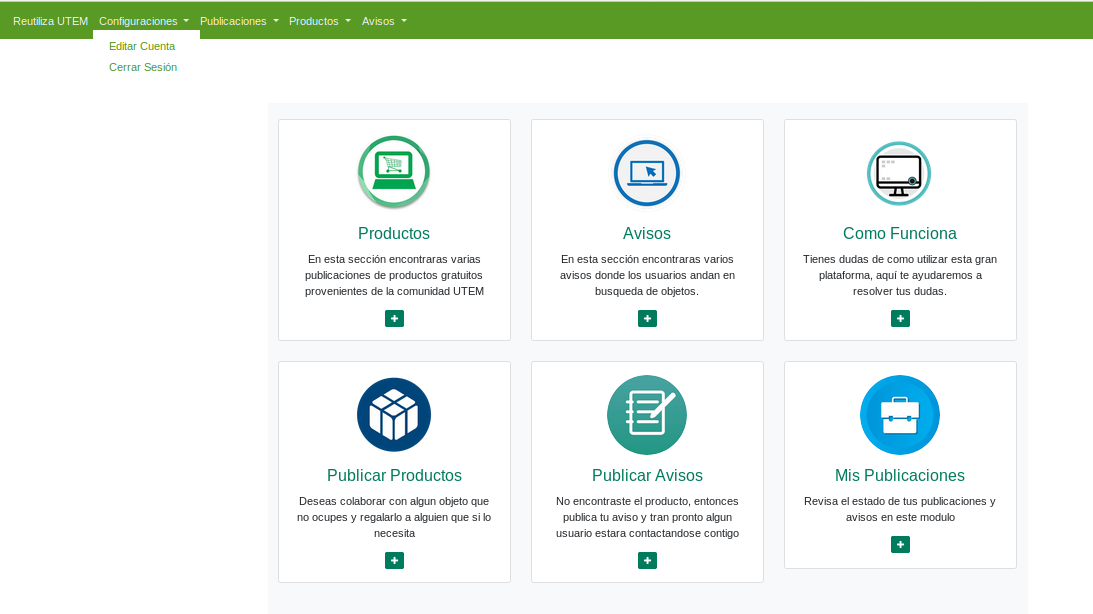 Reutiliza UTEM Configuraciones Publicaciones Productos Avisos
Editar Cuenta
Cerrar Sesión
Productos
En esta sección encontraras varias
publicaciones de productos gratuitos
provenientes de la comunidad UTEM
Avisos
En esta sección encontraras varios
avisos donde los usuarios andan en
busqueda de objetos.
Como Funciona
Tienes dudas de como utilizar esta gran
plataforma, aquí te ayudaremos a
resolver tus dudas.
Publicar Productos
Deseas colaborar con algun objeto que
no ocupes y regalarlo a alguien que si lo
necesita
Publicar Avisos
No encontraste el producto, entonces
publica tu aviso y tran pronto algun
usuario estara contactandose contigo
Mis Publicaciones
Revisa el estado de tus publicaciones y
avisos en este modulo